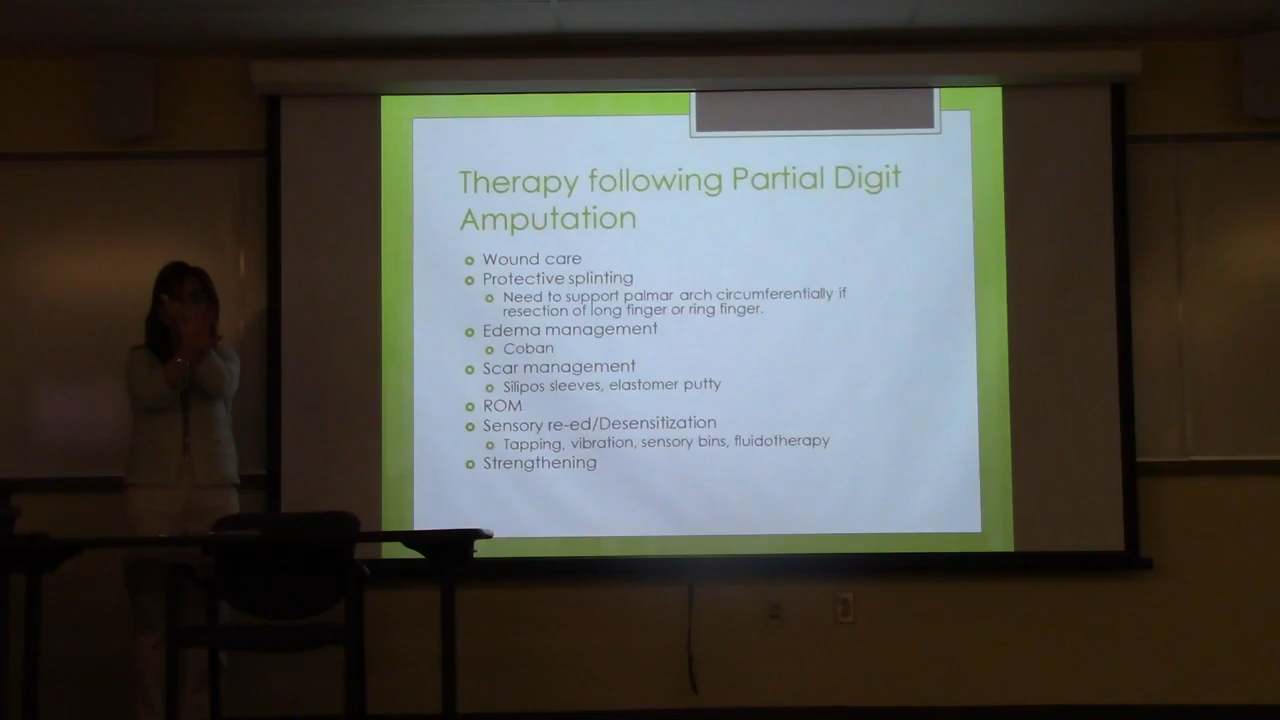 Therapy following Partial Digit
Amputation
Wound care
Protective splinting
Need to support palmar arch circumferentially if
resection of long finger or ring finger.
Edema management
Coban
Scar management
Silipos sleeves, elastomer putty
ROM
Sensory re-ed/Desensitization
Tapping, vibration, sensory bins, fluidotherapy
Strengthening